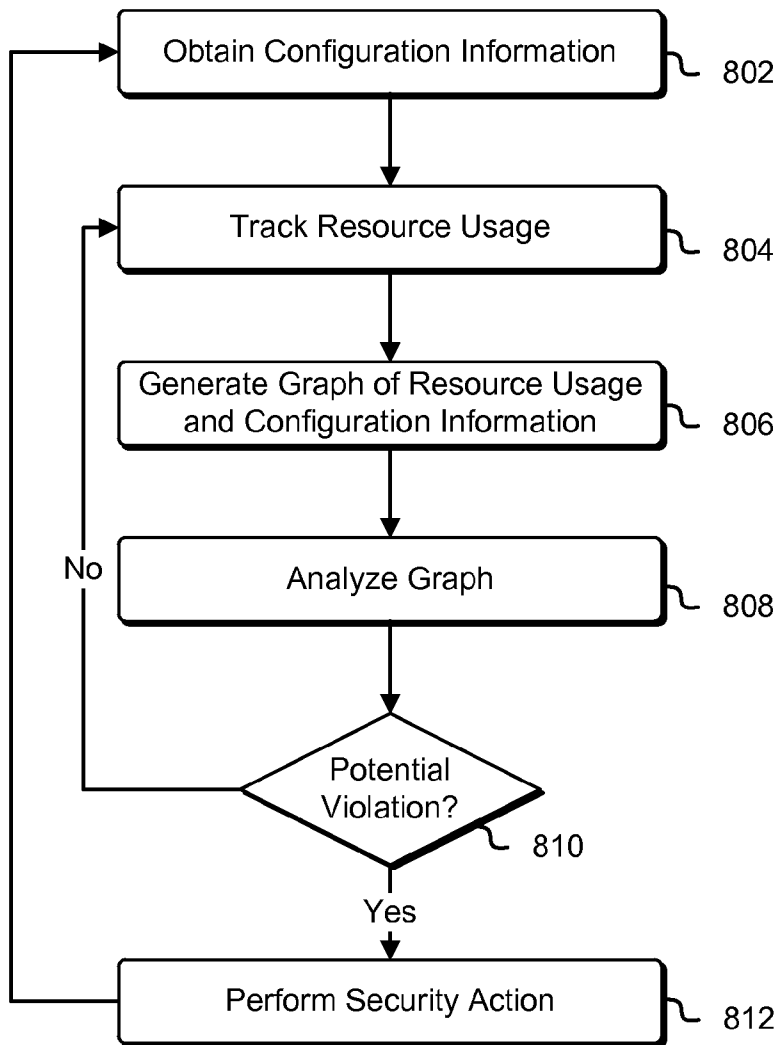 Obtain Configuration Information
802
Track Resource Usage
804
Generate Graph of Resource Usage
and Configuration Information
806
Analyze Graph
808
No
Potential
Violation?
810
Yes
Perform Security Action
812